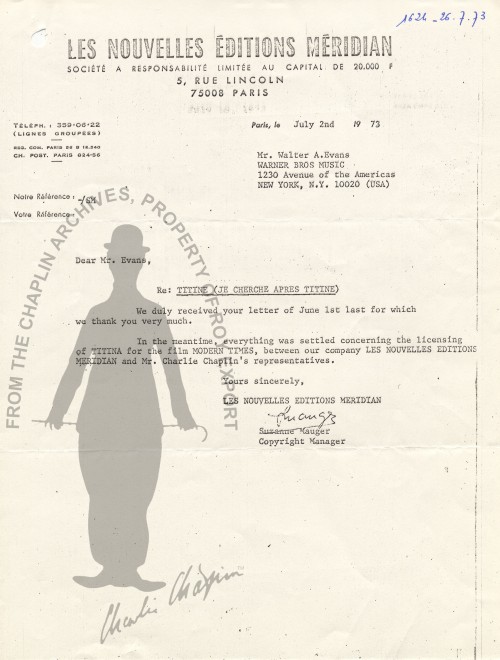 1624 - 26.7.73
LES NOUVELLES ÉDITIONS MÉRIDIAN
SOCIÉTÉ A RESPONSABILITÉ LIMITÉE AU CAPITAL DE 20.000 F
5, RUE LINCOLN
75008 PARIS
TÉLÉPH. : 359-06-22
(LIGNES GROUPÉES)
CH. POST. PARIS 824-56
Paris, le July 2nd 1973
Mr. Walter A.Evans
WARNER BROS MUSIC
1230 Avenue of the Americas
NEW YORK, N.Y. 10020 (USA)
Notre Référence : -/SM
Votre Référence :
Dear Mr. Evans,
Re: TITINE (JE CHERCHE APRES TITINE)
We duly received your letter of June 1st last for which
we thank you very much.
In the meantime, everything was settled concerning the licensing
of TITINA for the film MODERN TIMES, between our company LES NOUVELLES EDITIONS
MERIDIAN and Mr. Charlie Chaplin's representatives.
Yours sincerely,
LES NOUVELLES EDITIONS MERIDIAN
Suzanne Mauger
Copyright Manager
FROM THE CHAPLIN ARCHIVES, PROPERTY OF ROY EXPORT
Charlie Chaplin